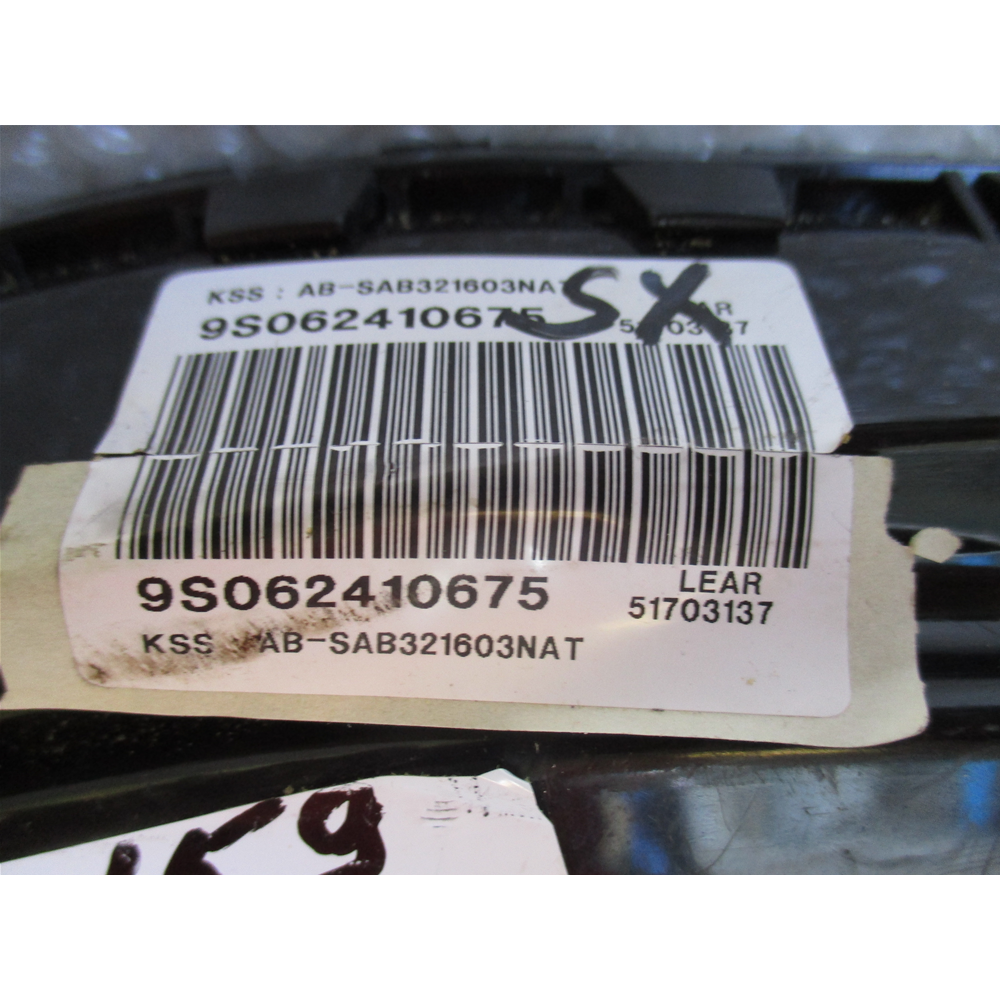 KSS : AB-SAB321603NAT
SX
9S062410675
9S062410675
LEAR
51703137
KSS AB-SAB321603NAT